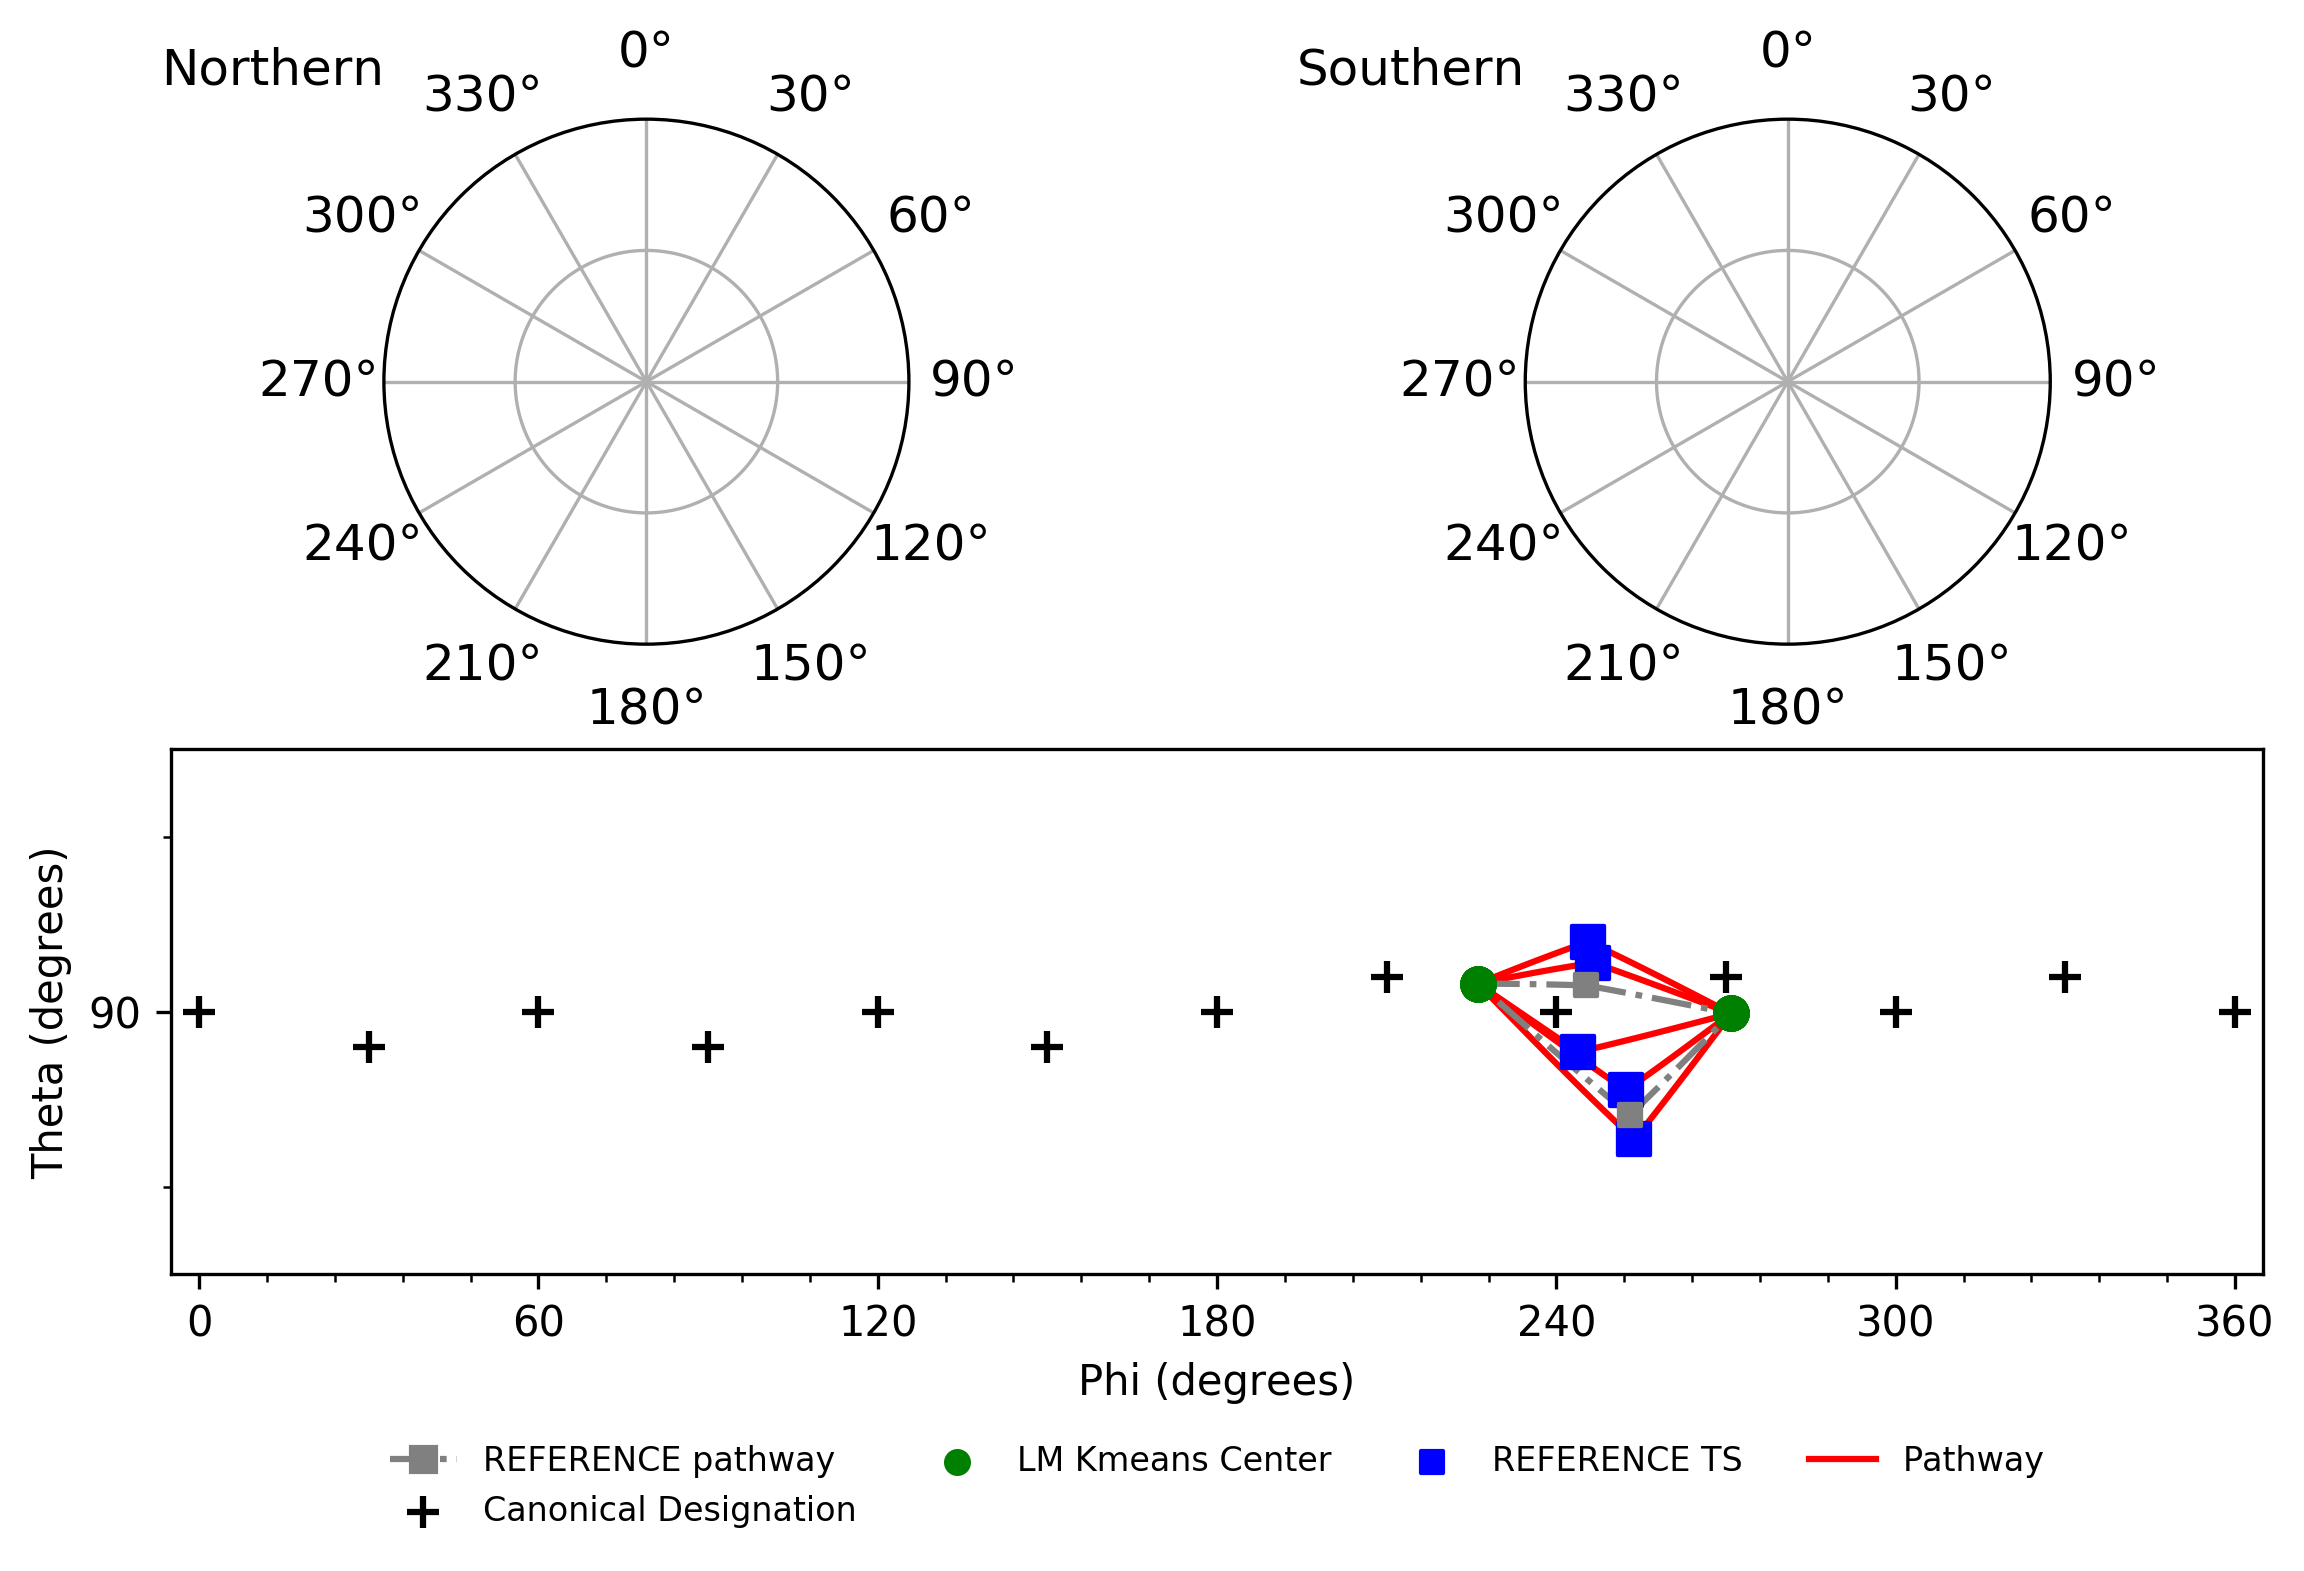 Northern
0°
330°
30°
300°
60°
270°
90°
240°
120°
210°
150°
180°
Southern
0°
330°
30°
300°
60°
270°
90°
240°
120°
210°
150°
180°
Theta (degrees)
90
0 60 120 180 240 300 360
Phi (degrees)
REFERENCE pathway
LM Kmeans Center
REFERENCE TS
Pathway
Canonical Designation